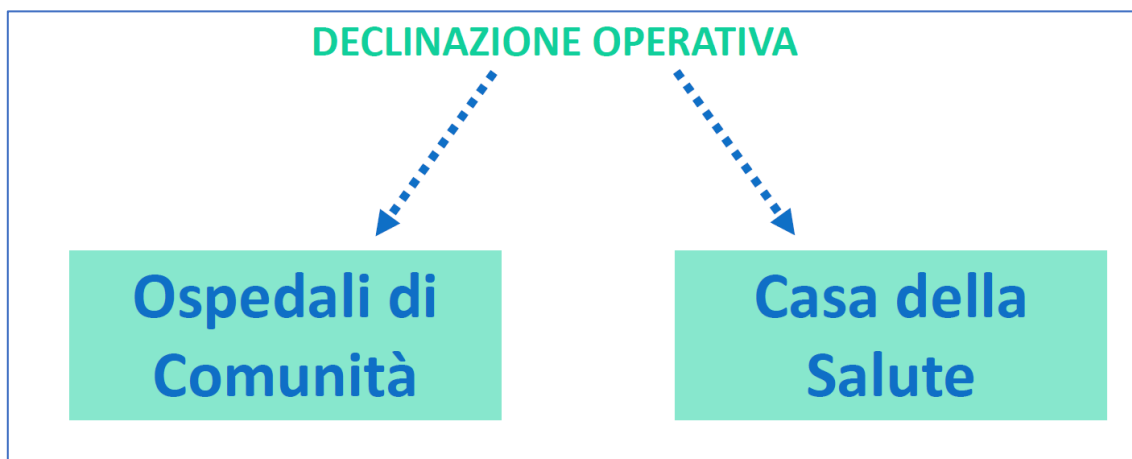 DECLINAZIONE OPERATIVA
Ospedali di
Comunità
Casa della
Salute